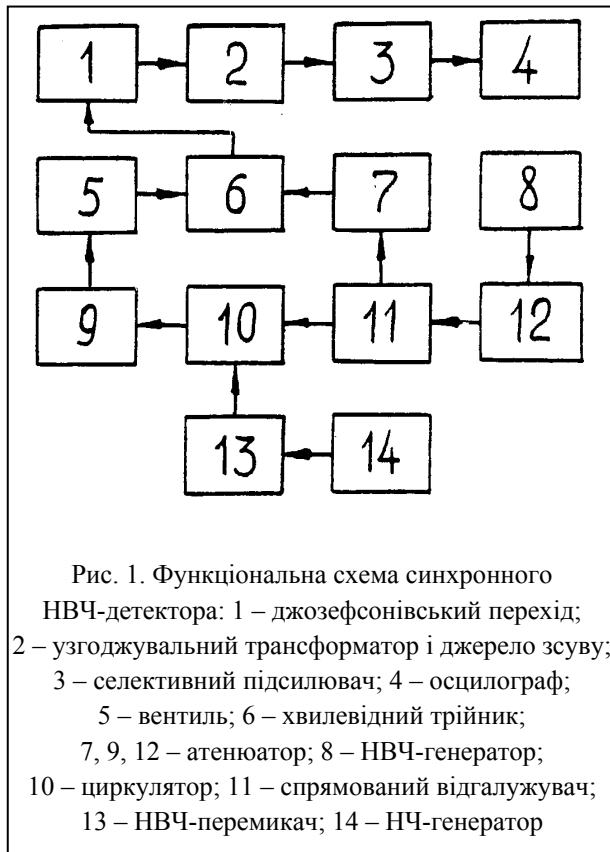 1 2 3 4
5 6 7 8
9 10 11 12
13 14
Рис. 1. Функціональна схема синхронного
НВЧ-детектора: 1 – джозефсонівський перехід;
2 – узгоджувальний трансформатор і джерело зсуву;
3 – селективний підсилювач; 4 – осцилограф;
5 – вентиль; 6 – хвилевідний трійник;
7, 9, 12 – атенюатор; 8 – НВЧ-генератор;
10 – циркулятор; 11 – спрямований відгалужувач;
13 – НВЧ-перемикач; 14 – НЧ-генератор